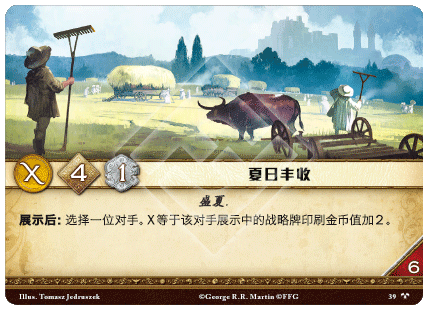 X 4 1 夏日丰收
盛夏.
展示后: 选择一位对手。X等于该对手展示中的战略牌印刷金币值加2。
6
Illus. Tomasz Jedruszek ©George R.R. Martin ©FFG 39